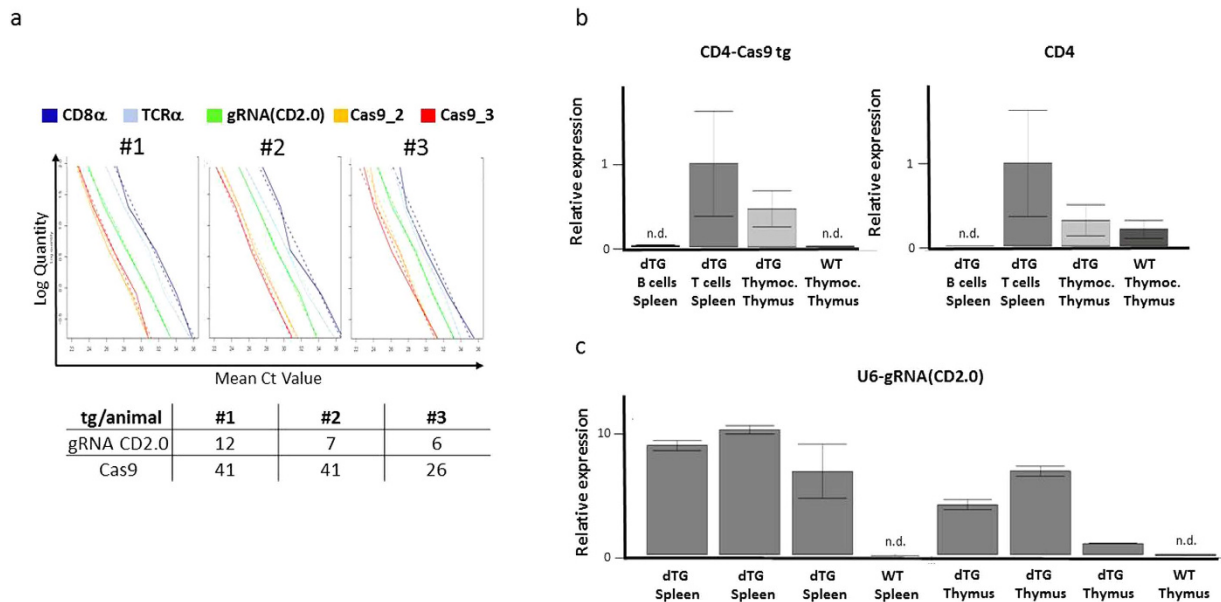 a
CD8α TCRα gRNA(CD2.0) Cas9_2 Cas9_3
#1 #2 #3
Log Quantity
Mean Ct Value
tg/animal #1 #2 #3
gRNA CD2.0 12 7 6
Cas9 41 41 26
b
CD4-Cas9 tg
Relative expression
1
0
n.d. n.d.
dTG dTG dTG WT
B cells T cells Thymoc. Thymoc.
Spleen Spleen Thymus Thymus
CD4
Relative expression
1
0
n.d.
dTG dTG dTG WT
B cells T cells Thymoc. Thymoc.
Spleen Spleen Thymus Thymus
c
U6-gRNA(CD2.0)
Relative expression
10
0
n.d. n.d.
dTG dTG dTG WT dTG dTG dTG WT
Spleen Spleen Spleen Spleen Thymus Thymus Thymus Thymus